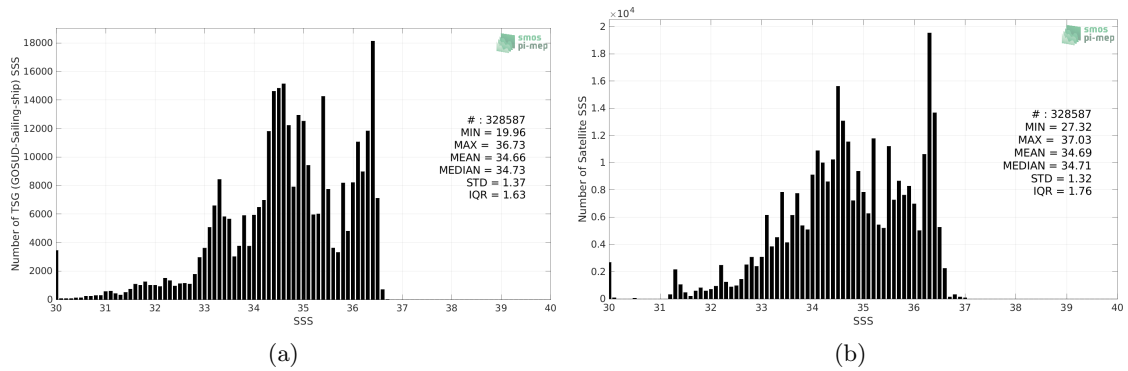 smos
pi-mep
Number of TSG (GOSUD-Sailing-ship) SSS
18000
16000
14000
12000
10000
8000
6000
4000
2000
0
# : 328587
MIN = 19.96
MAX = 36.73
MEAN = 34.66
MEDIAN = 34.73
STD = 1.37
IQR = 1.63
30 31 32 33 34 35 36 37 38 39 40
SSS
(a)
×10⁴
smos
pi-mep
Number of Satellite SSS
2
1.8
1.6
1.4
1.2
1
0.8
0.6
0.4
0.2
0
# : 328587
MIN = 27.32
MAX = 37.03
MEAN = 34.69
MEDIAN = 34.71
STD = 1.32
IQR = 1.76
30 31 32 33 34 35 36 37 38 39 40
SSS
(b)